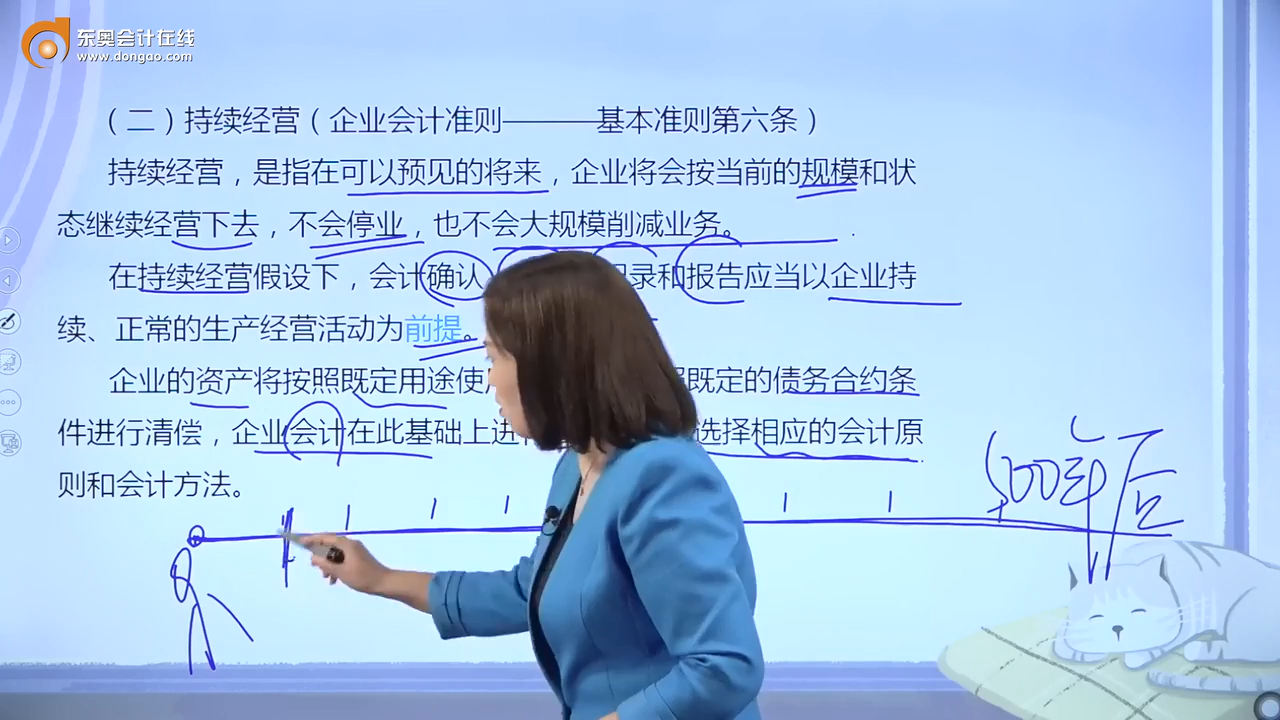 东奥会计在线
www.dongao.com
（二）持续经营（企业会计准则———基本准则第六条）
持续经营，是指在可以预见的将来，企业将会按当前的规模和状
态继续经营下去，不会停业，也不会大规模削减业务。
在持续经营假设下，会计确认 录和报告应当以企业持
续、正常的生产经营活动为前提。
企业的资产将按照既定用途使 既定的债务合约条
件进行清偿，企业会计在此基础上进 选择相应的会计原
则和会计方法。
500年后